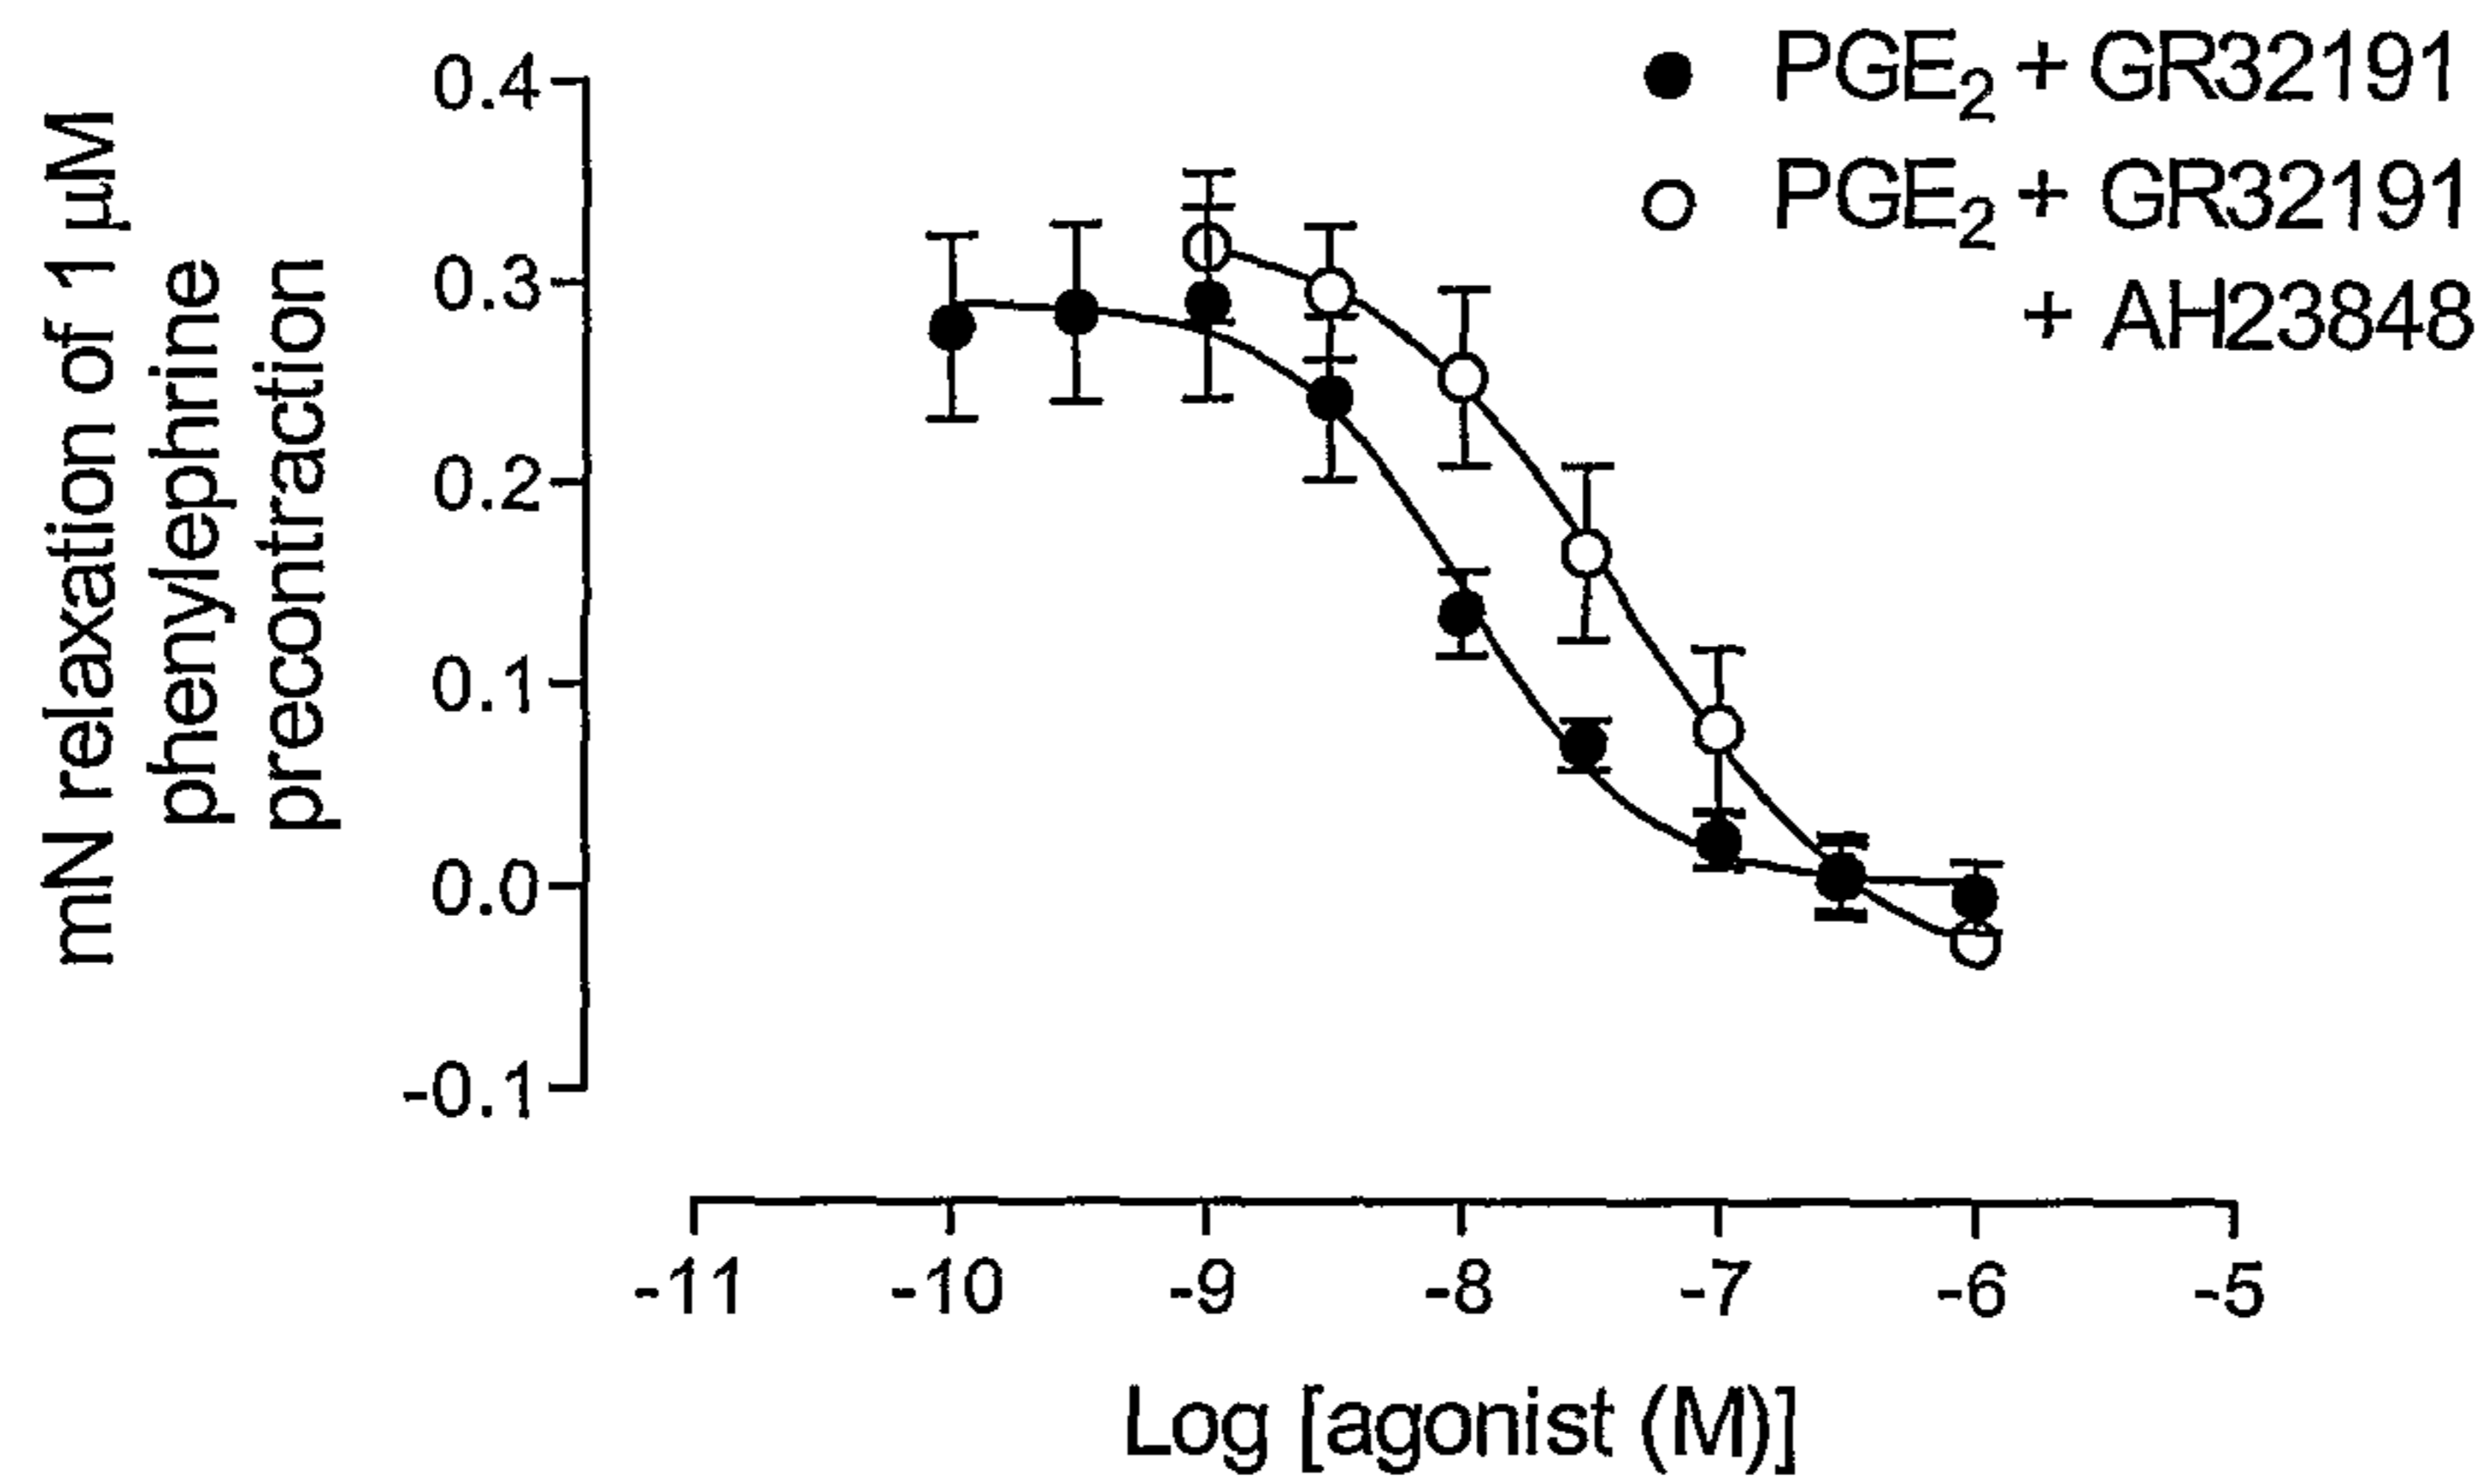 mN relaxation of 1 µM
phenylephrine
precontraction
0.4
0.3
0.2
0.1
0.0
-0.1
PGE₂ + GR32191
PGE₂ + GR32191
+ AH23848
-11 -10 -9 -8 -7 -6 -5
Log [agonist (M)]